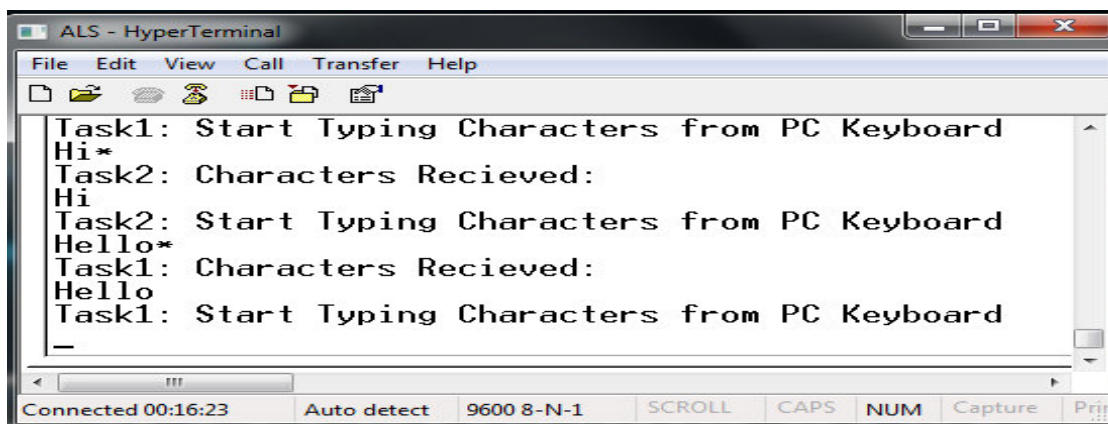 ALS - HyperTerminal
File Edit View Call Transfer Help
Task1: Start Typing Characters from PC Keyboard
Hi*
Task2: Characters Recieved:
Hi
Task2: Start Typing Characters from PC Keyboard
Hello*
Task1: Characters Recieved:
Hello
Task1: Start Typing Characters from PC Keyboard
_
Connected 00:16:23 Auto detect 9600 8-N-1 SCROLL CAPS NUM Capture